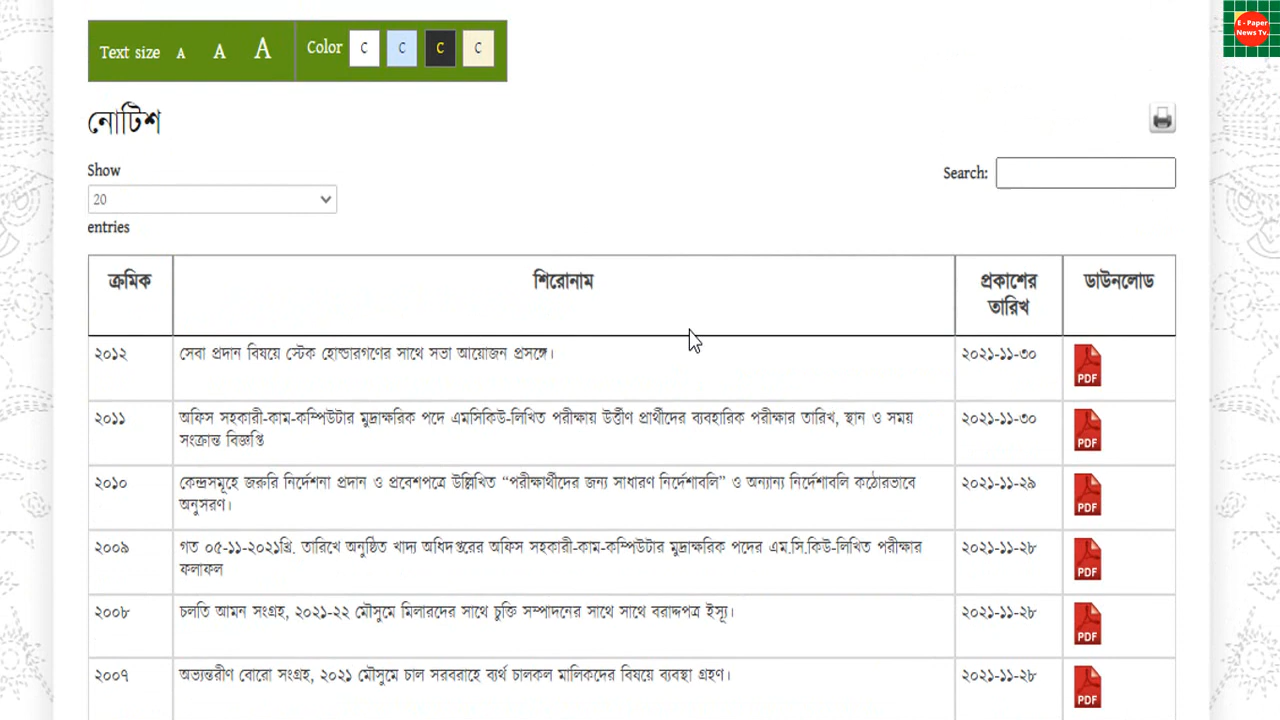 Text size A A A Color C C C C
E - Paper
News Tv
নোটিশ
Show
Search:
20
entries
ক্রমিক শিরোনাম প্রকাশের তারিখ ডাউনলোড
২০১২ সেবা প্রদান বিষয়ে স্টেক হোল্ডারগণের সাথে সভা আয়োজন প্রসঙ্গে। ২০২১-১১-৩০ PDF
২০১১ অফিস সহকারী-কাম-কম্পিউটার মুদ্রাক্ষরিক পদে এমসিকিউ-লিখিত পরীক্ষায় উর্ত্তীণ প্রার্থীদের ব্যবহারিক পরীক্ষার তারিখ, স্থান ও সময় ২০২১-১১-৩০ PDF
সংক্রান্ত বিজ্ঞপ্তি
২০১০ কেন্দ্রসমূহে জরুরি নির্দেশনা প্রদান ও প্রবেশপত্রে উল্লিখিত “পরীক্ষার্থীদের জন্য সাধারণ নির্দেশাবলি” ও অন্যান্য নির্দেশাবলি কঠোরভাবে ২০২১-১১-২৯ PDF
অনুসরণ।
২০০৯ গত ০৫-১১-২০২১খ্রি. তারিখে অনুষ্ঠিত খাদ্য অধিদপ্তরের অফিস সহকারী-কাম-কম্পিউটার মুদ্রাক্ষরিক পদের এম.সি.কিউ-লিখিত পরীক্ষার ২০২১-১১-২৮ PDF
ফলাফল
২০০৮ চলতি আমন সংগ্রহ, ২০২১-২২ মৌসুমে মিলারদের সাথে চুক্তি সম্পাদনের সাথে সাথে বরাদ্দপত্র ইস্যূ। ২০২১-১১-২৮ PDF
২০০৭ অভ্যন্তরীণ বোরো সংগ্রহ, ২০২১ মৌসুমে চাল সরবরাহে ব্যর্থ চালকল মালিকদের বিষয়ে ব্যবস্থা গ্রহণ। ২০২১-১১-২৮ PDF